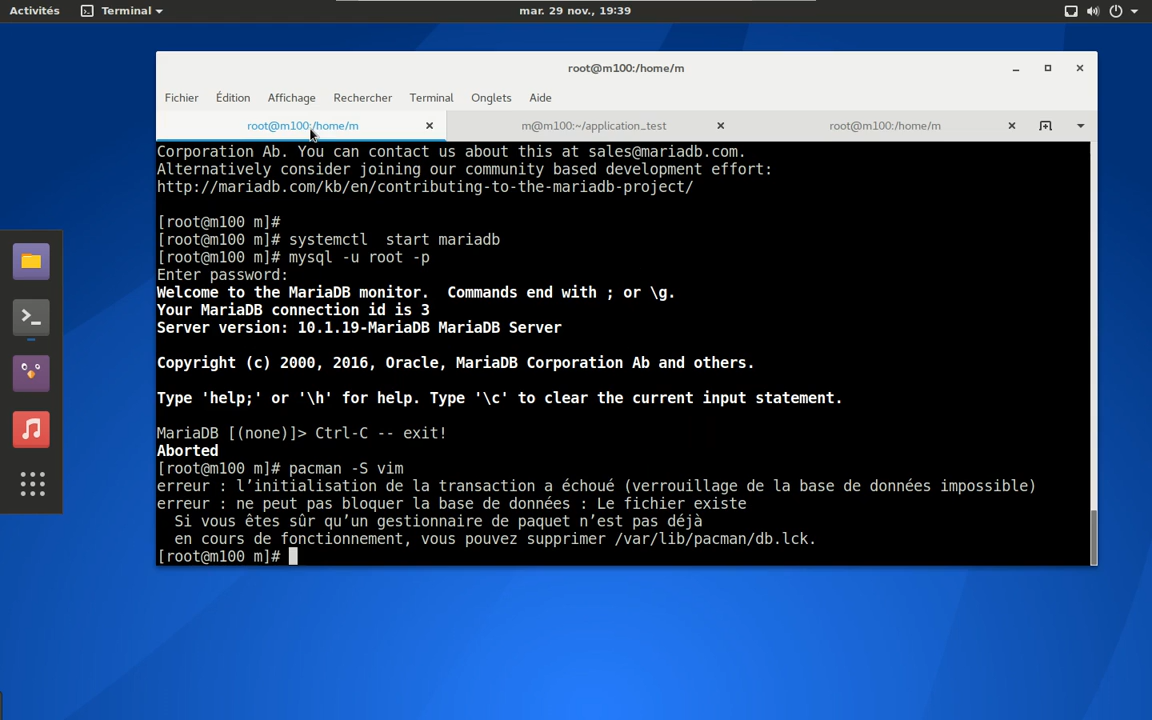 Activités
Terminal
mar. 29 nov., 19:39
root@m100:/home/m
Fichier Édition Affichage Rechercher Terminal Onglets Aide
root@m100:/home/m
m@m100:~/application_test
root@m100:/home/m
Corporation Ab. You can contact us about this at sales@mariadb.com.
Alternatively consider joining our community based development effort:
http://mariadb.com/kb/en/contributing-to-the-mariadb-project/
[root@m100 m]#
[root@m100 m]# systemctl  start mariadb
[root@m100 m]# mysql -u root -p
Enter password:
Welcome to the MariaDB monitor.  Commands end with ; or \g.
Your MariaDB connection id is 3
Server version: 10.1.19-MariaDB MariaDB Server
Copyright (c) 2000, 2016, Oracle, MariaDB Corporation Ab and others.
Type 'help;' or '\h' for help. Type '\c' to clear the current input statement.
MariaDB [(none)]> Ctrl-C -- exit!
Aborted
[root@m100 m]# pacman -S vim
erreur : l’initialisation de la transaction a échoué (verrouillage de la base de données impossible)
erreur : ne peut pas bloquer la base de données : Le fichier existe
  Si vous êtes sûr qu’un gestionnaire de paquet n’est pas déjà
  en cours de fonctionnement, vous pouvez supprimer /var/lib/pacman/db.lck.
[root@m100 m]#